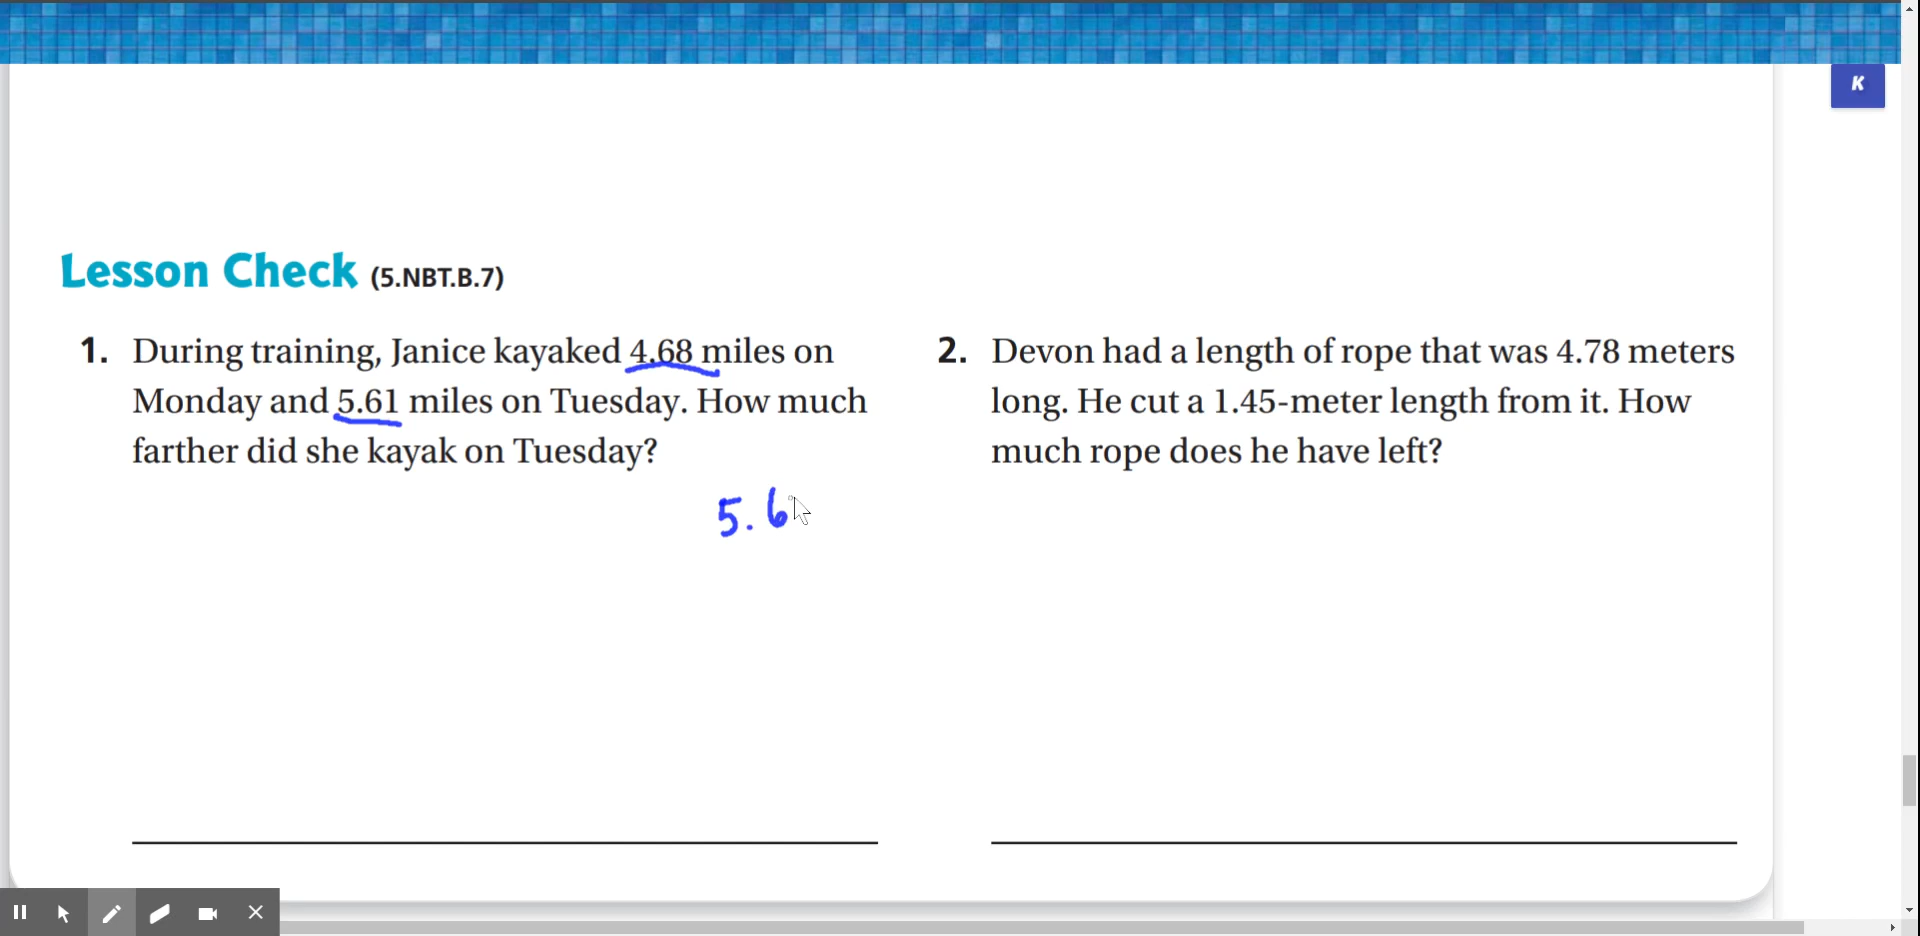 K
Lesson Check (5.NBT.B.7)
1. During training, Janice kayaked 4.68 miles on
Monday and 5.61 miles on Tuesday. How much
farther did she kayak on Tuesday?
5.6
2. Devon had a length of rope that was 4.78 meters
long. He cut a 1.45-meter length from it. How
much rope does he have left?